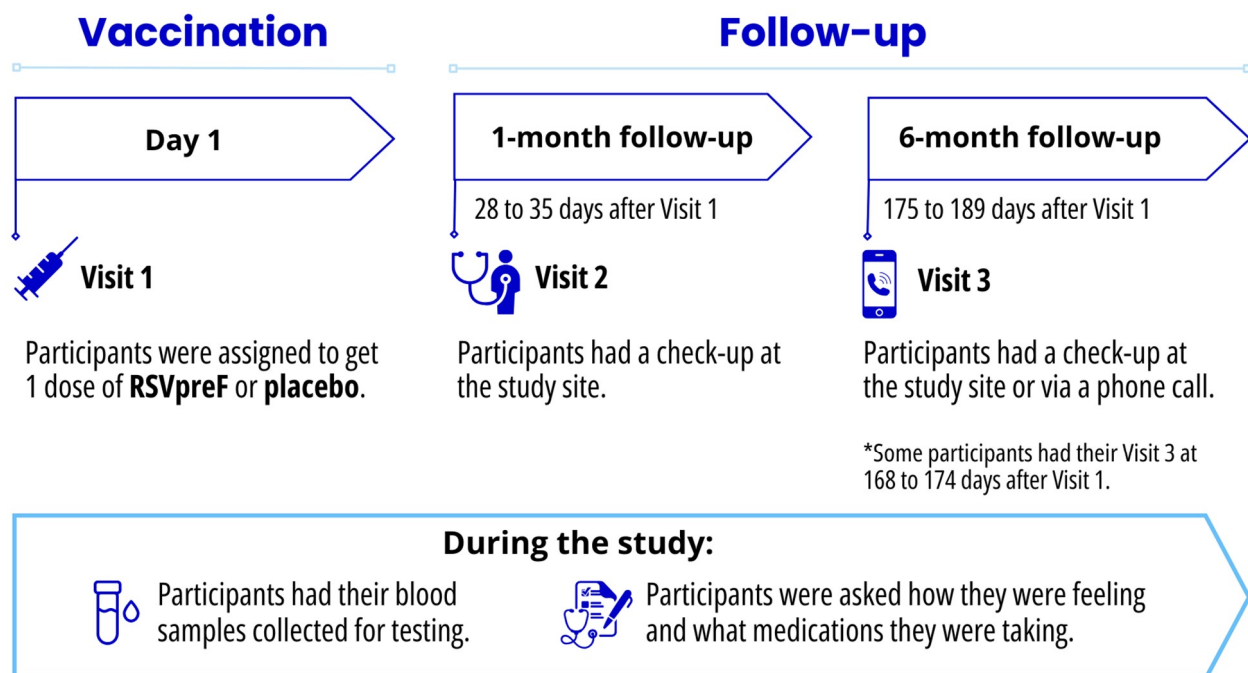 Vaccination
Follow-up
Day 1
1-month follow-up
6-month follow-up
28 to 35 days after Visit 1
175 to 189 days after Visit 1
Visit 1
Visit 2
Visit 3
Participants were assigned to get
1 dose of RSVpreF or placebo.
Participants had a check-up at
the study site.
Participants had a check-up at
the study site or via a phone call.
*Some participants had their Visit 3 at
168 to 174 days after Visit 1.
During the study:
Participants had their blood
samples collected for testing.
Participants were asked how they were feeling
and what medications they were taking.